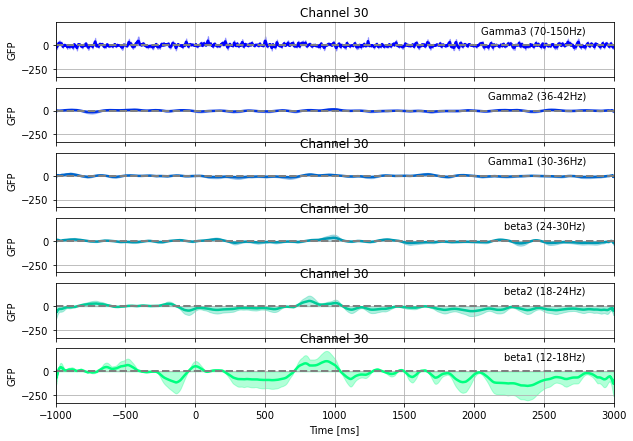 Channel 30
Gamma3 (70-150Hz)
GFP
0
−250
Channel 30
Gamma2 (36-42Hz)
GFP
0
−250
Channel 30
Gamma1 (30-36Hz)
GFP
0
−250
Channel 30
beta3 (24-30Hz)
GFP
0
−250
Channel 30
beta2 (18-24Hz)
GFP
0
−250
Channel 30
beta1 (12-18Hz)
GFP
0
−250
−1000 −500 0 500 1000 1500 2000 2500 3000
Time [ms]